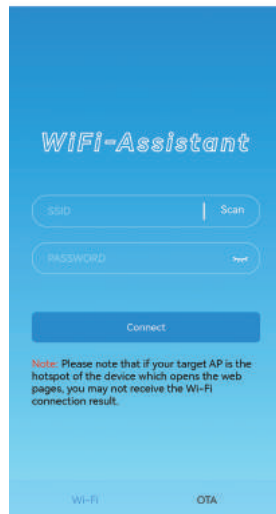 WiFi-Assistant
SSID
Scan
PASSWORD
Connect
Note: Please note that if your target AP is the
hotspot of the device which opens the web
pages, you may not receive the Wi-Fi
connection result.
Wi-Fi
OTA